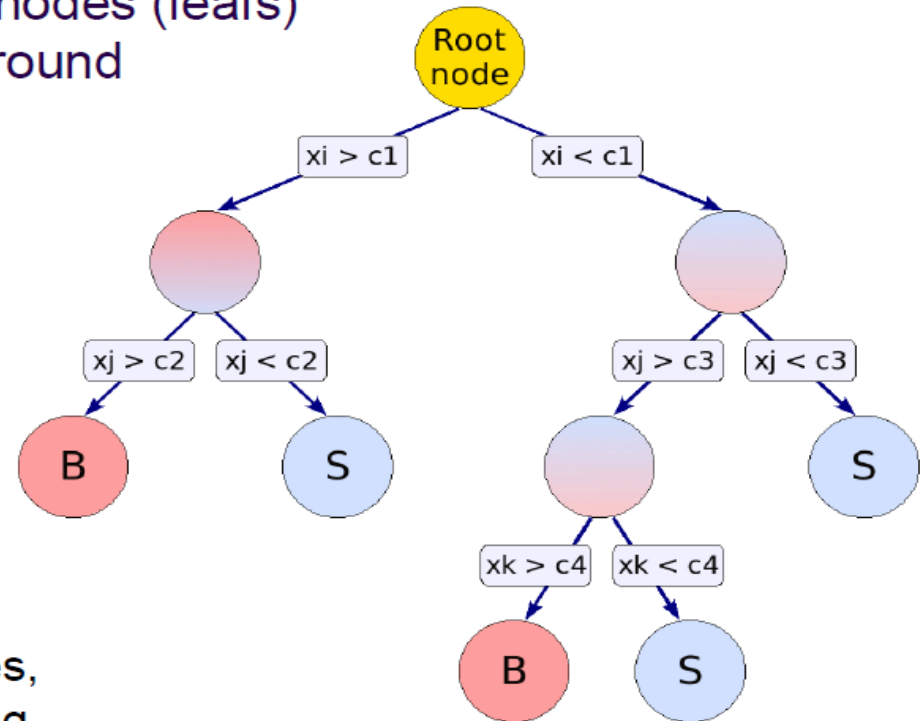 nodes (leafs)
round
Root
node
xi > c1
xi < c1
xj > c2
xj < c2
xj > c3
xj < c3
B
S
S
xk > c4
xk < c4
B
S